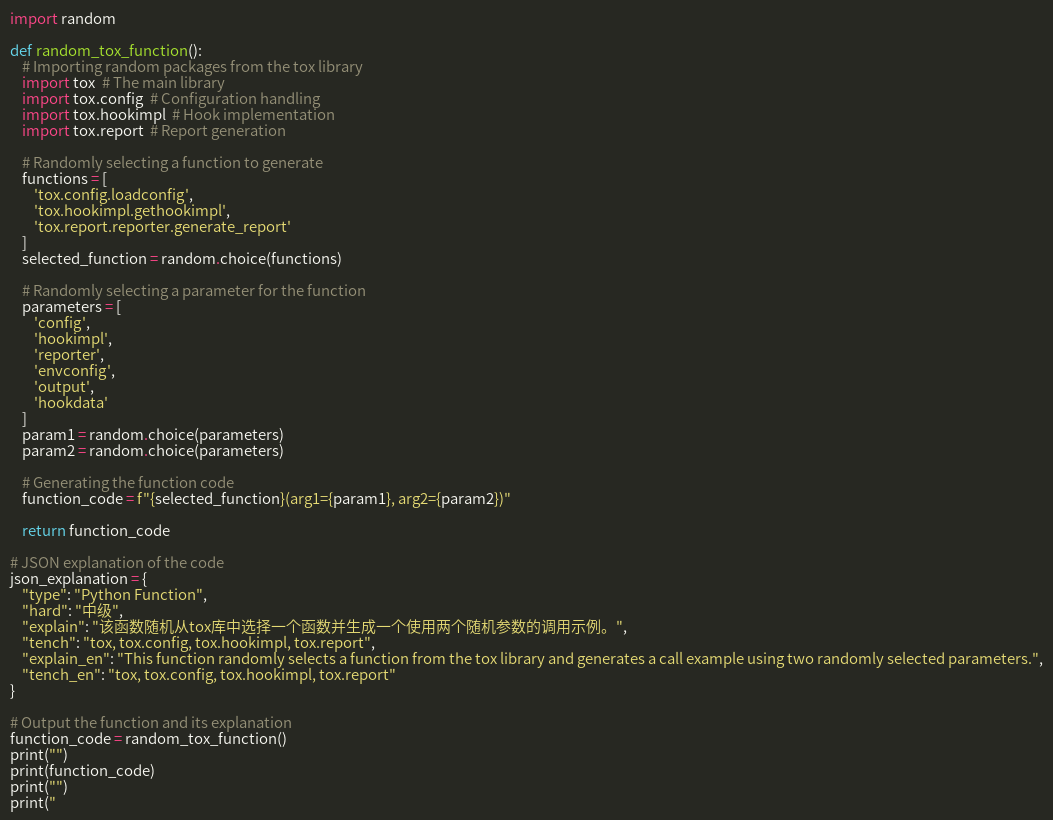 import random

def random_tox_function():
    # Importing random packages from the tox library
    import tox  # The main library
    import tox.config  # Configuration handling
    import tox.hookimpl  # Hook implementation
    import tox.report  # Report generation

    # Randomly selecting a function to generate
    functions = [
        'tox.config.loadconfig',
        'tox.hookimpl.gethookimpl',
        'tox.report.reporter.generate_report'
    ]
    selected_function = random.choice(functions)

    # Randomly selecting a parameter for the function
    parameters = [
        'config',
        'hookimpl',
        'reporter',
        'envconfig',
        'output',
        'hookdata'
    ]
    param1 = random.choice(parameters)
    param2 = random.choice(parameters)

    # Generating the function code
    function_code = f"{selected_function}(arg1={param1}, arg2={param2})"

    return function_code

# JSON explanation of the code
json_explanation = {
    "type": "Python Function",
    "hard": "中级",
    "explain": "该函数随机从tox库中选择一个函数并生成一个使用两个随机参数的调用示例。",
    "tench": "tox, tox.config, tox.hookimpl, tox.report",
    "explain_en": "This function randomly selects a function from the tox library and generates a call example using two randomly selected parameters.",
    "tench_en": "tox, tox.config, tox.hookimpl, tox.report"
}

# Output the function and its explanation
function_code = random_tox_function()
print("")
print(function_code)
print("")
print("